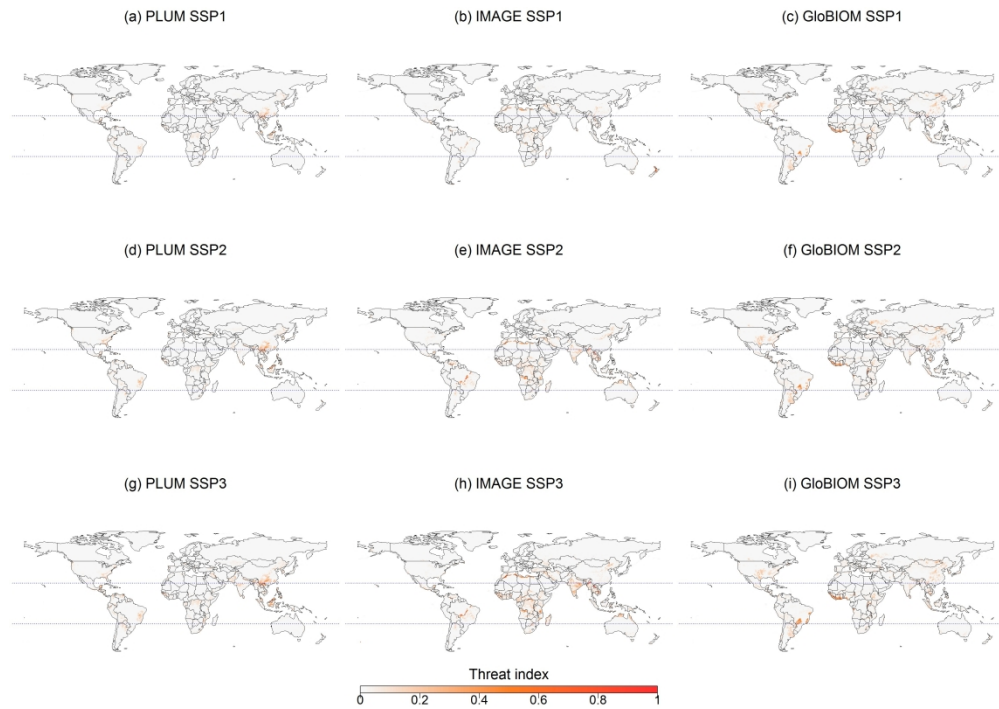 (a) PLUM SSP1
(b) IMAGE SSP1
(c) GloBIOM SSP1
(d) PLUM SSP2
(e) IMAGE SSP2
(f) GloBIOM SSP2
(g) PLUM SSP3
(h) IMAGE SSP3
(i) GloBIOM SSP3
Threat index
0 0.2 0.4 0.6 0.8 1